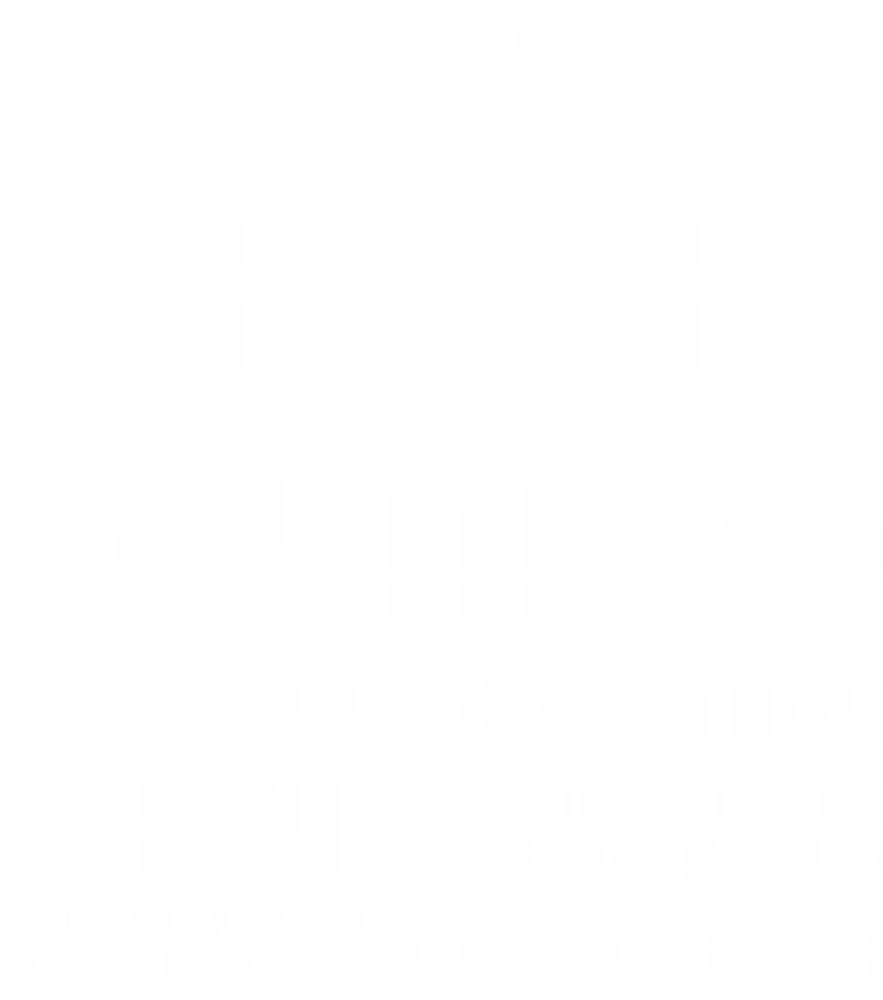 ТОИПКРО
Томский областной
ИНСТИТУТ повышения
квалификации
и переподготовки
работников образования